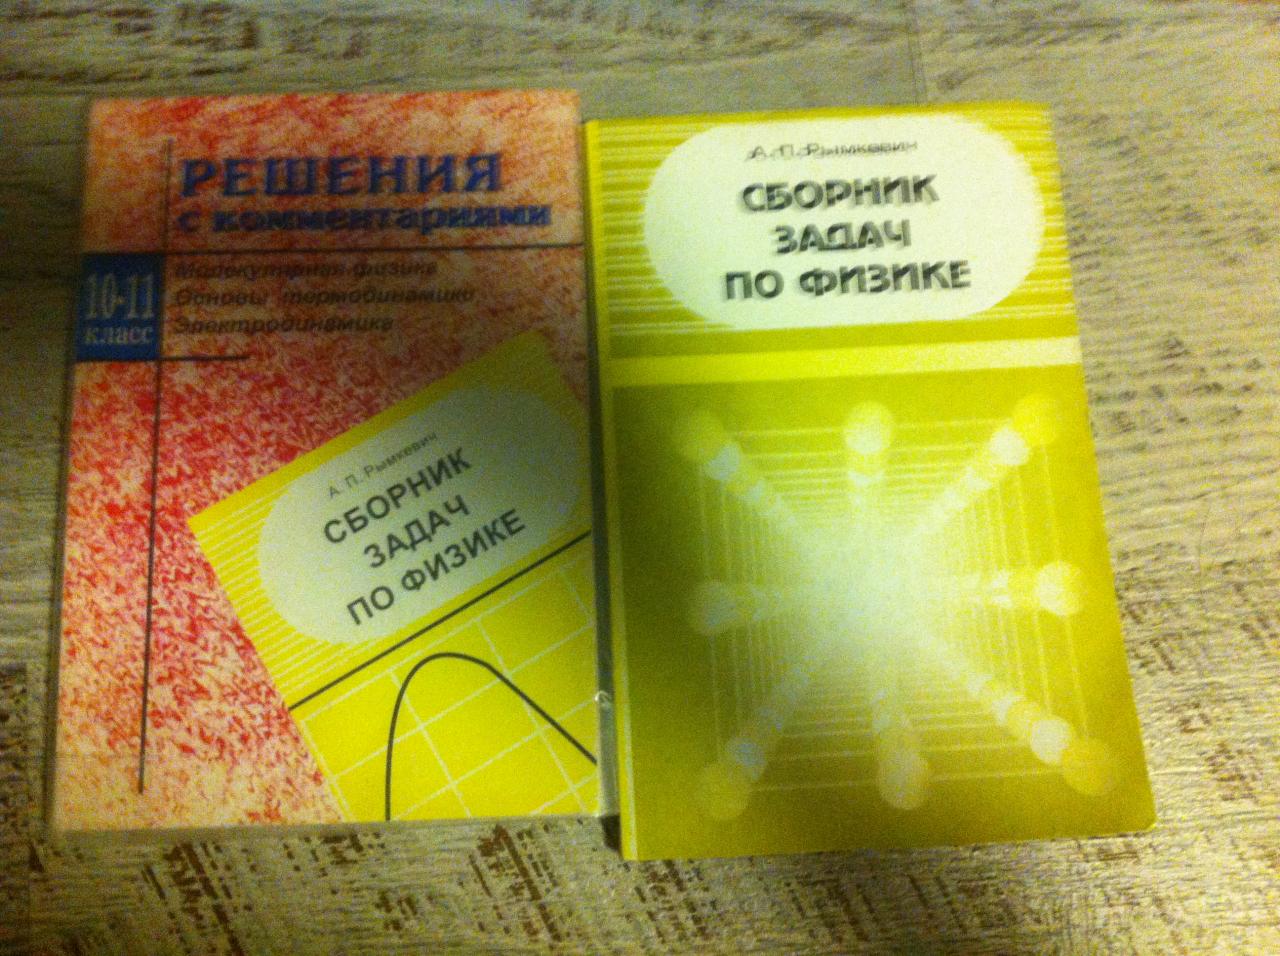 РЕШЕНИЯ
с комментариями
10-11
класс
Молекулярная физика
Основы термодинамики
Электродинамика
А. П. Рымкевич
СБОРНИК
ЗАДАЧ
ПО ФИЗИКЕ
А. П. Рымкевич
СБОРНИК
ЗАДАЧ
ПО ФИЗИКЕ